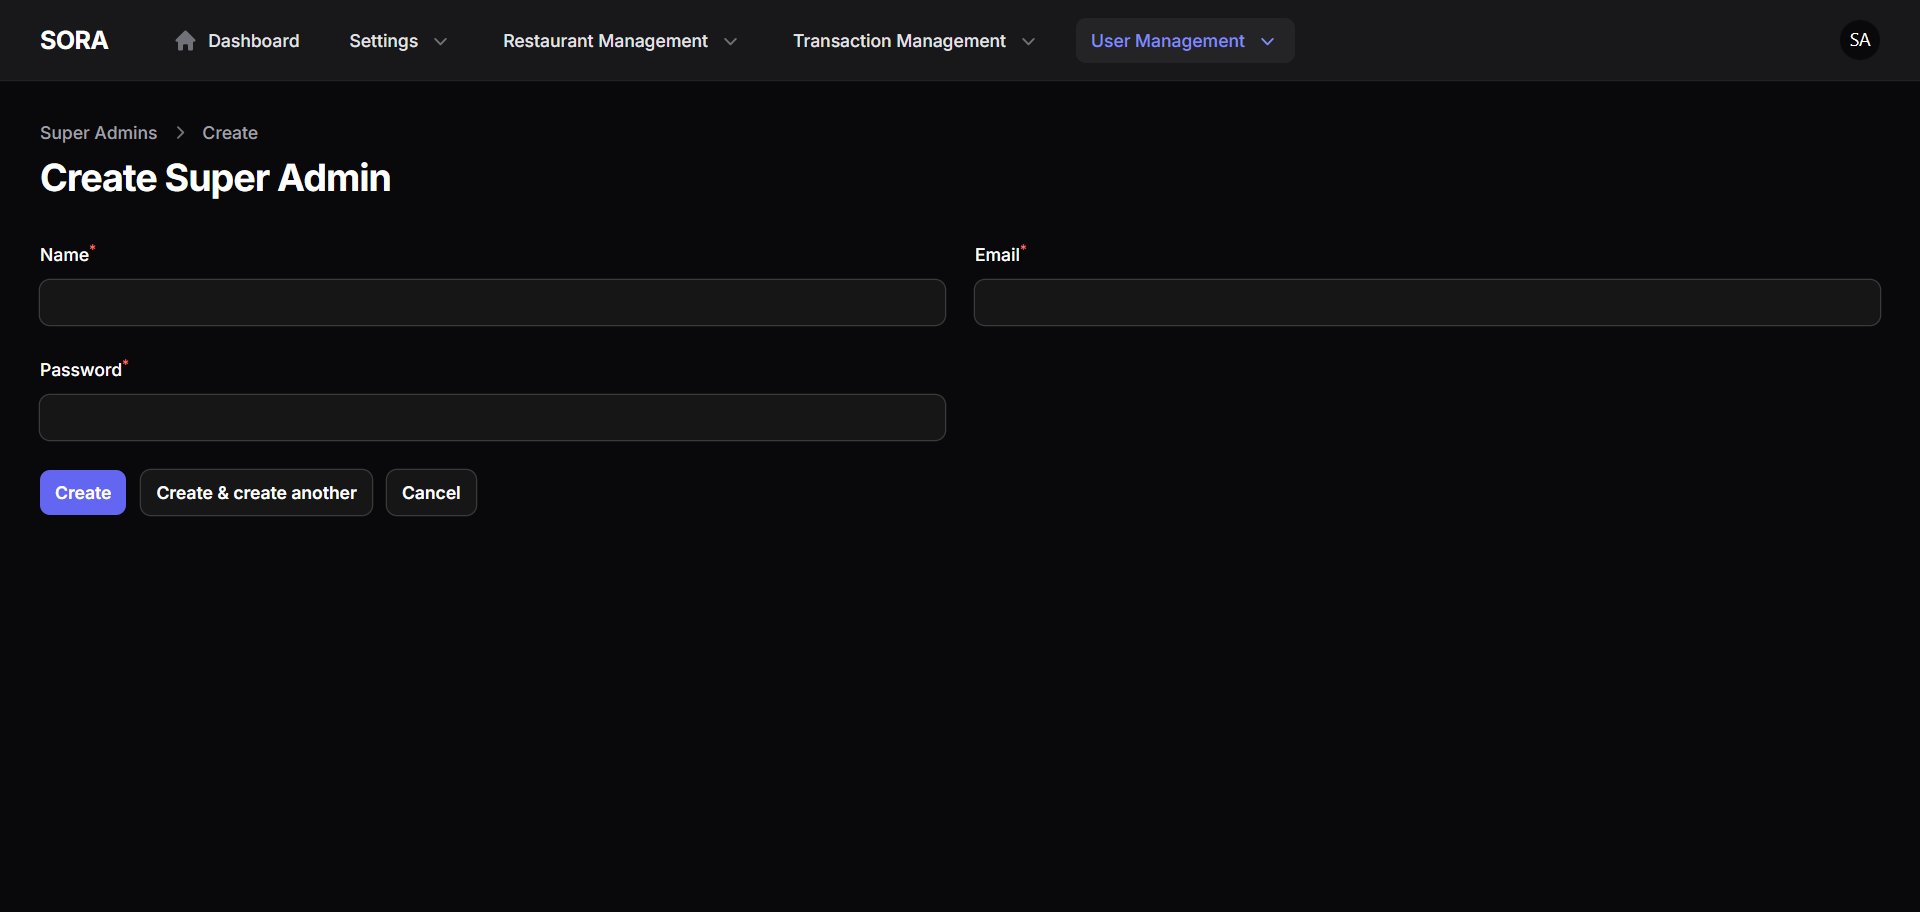 SORA Dashboard Settings Restaurant Management Transaction Management User Management SA
Super Admins Create
Create Super Admin
Name* Email*
Password*
Create Create & create another Cancel